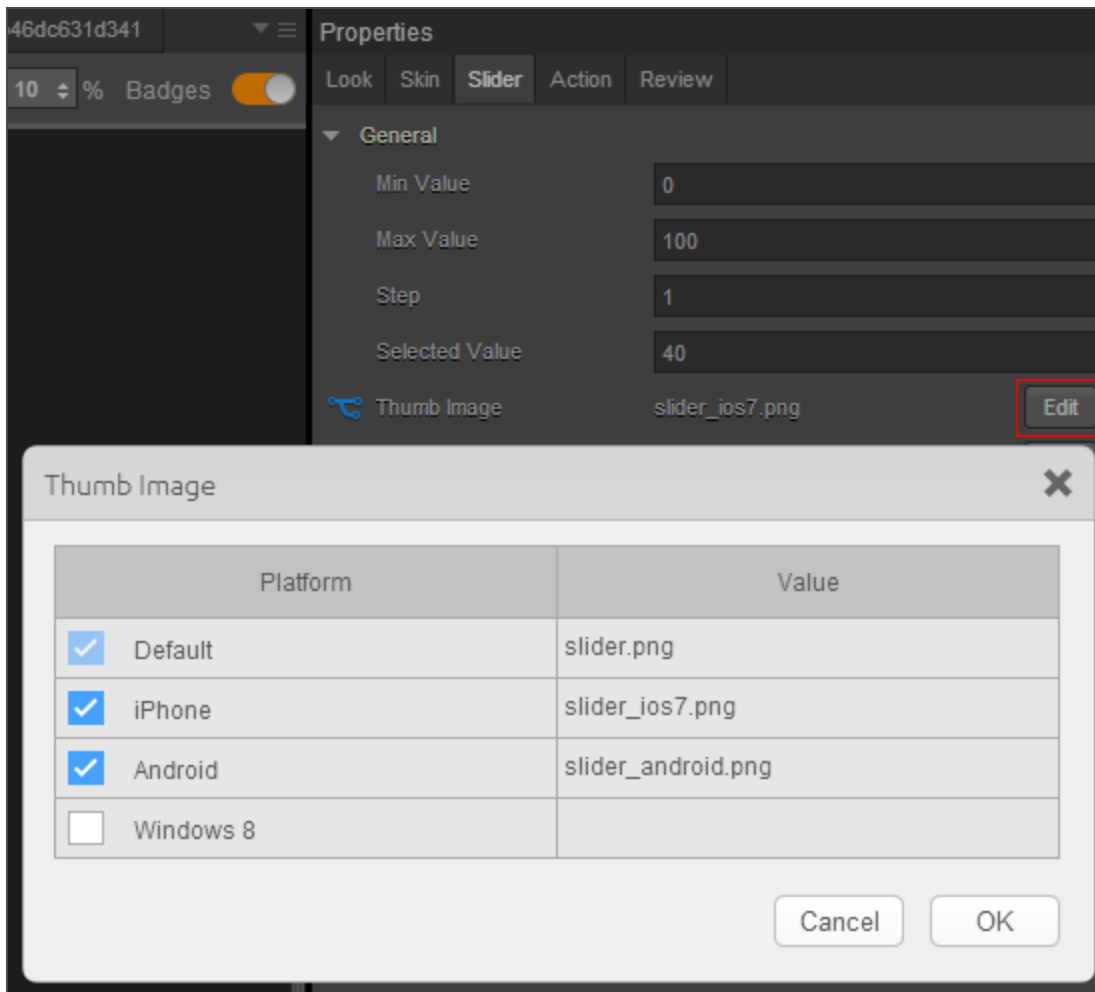 46dc631d341
Properties
10 % Badges
Look Skin Slider Action Review
General
Min Value 0
Max Value 100
Step 1
Selected Value 40
Thumb Image slider_ios7.png Edit
Thumb Image
Platform Value
Default slider.png
iPhone slider_ios7.png
Android slider_android.png
Windows 8
Cancel OK